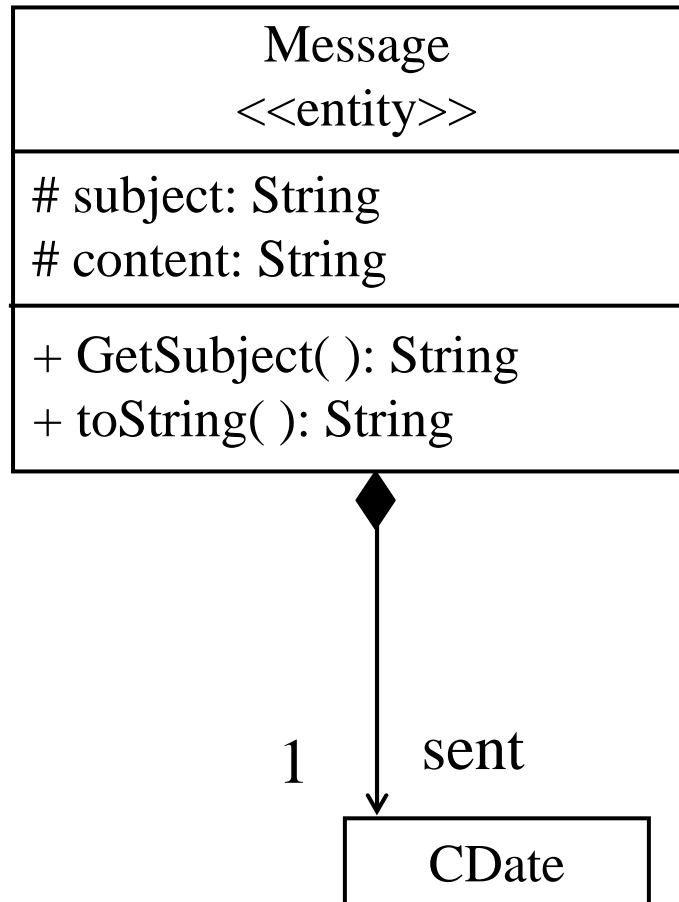 Message
<<entity>>
# subject: String
# content: String
+ GetSubject( ): String
+ toString( ): String
1
sent
CDate